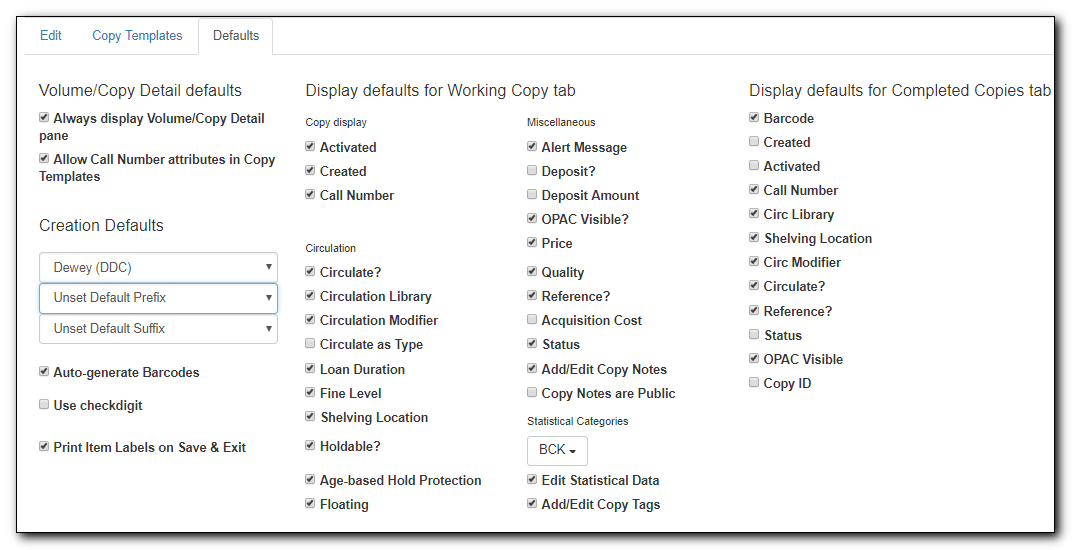 Edit
Copy Templates
Defaults
Volume/Copy Detail defaults
Always display Volume/Copy Detail
pane
Allow Call Number attributes in Copy
Templates
Creation Defaults
Dewey (DDC)
Unset Default Prefix
Unset Default Suffix
Auto-generate Barcodes
Use checkdigit
Print Item Labels on Save & Exit
Display defaults for Working Copy tab
Copy display
Activated
Created
Call Number
Circulation
Circulate?
Circulation Library
Circulation Modifier
Circulate as Type
Loan Duration
Fine Level
Shelving Location
Holdable?
Age-based Hold Protection
Floating
Miscellaneous
Alert Message
Deposit?
Deposit Amount
OPAC Visible?
Price
Quality
Reference?
Acquisition Cost
Status
Add/Edit Copy Notes
Copy Notes are Public
Statistical Categories
BCK
Edit Statistical Data
Add/Edit Copy Tags
Display defaults for Completed Copies tab
Barcode
Created
Activated
Call Number
Circ Library
Shelving Location
Circ Modifier
Circulate?
Reference?
Status
OPAC Visible
Copy ID